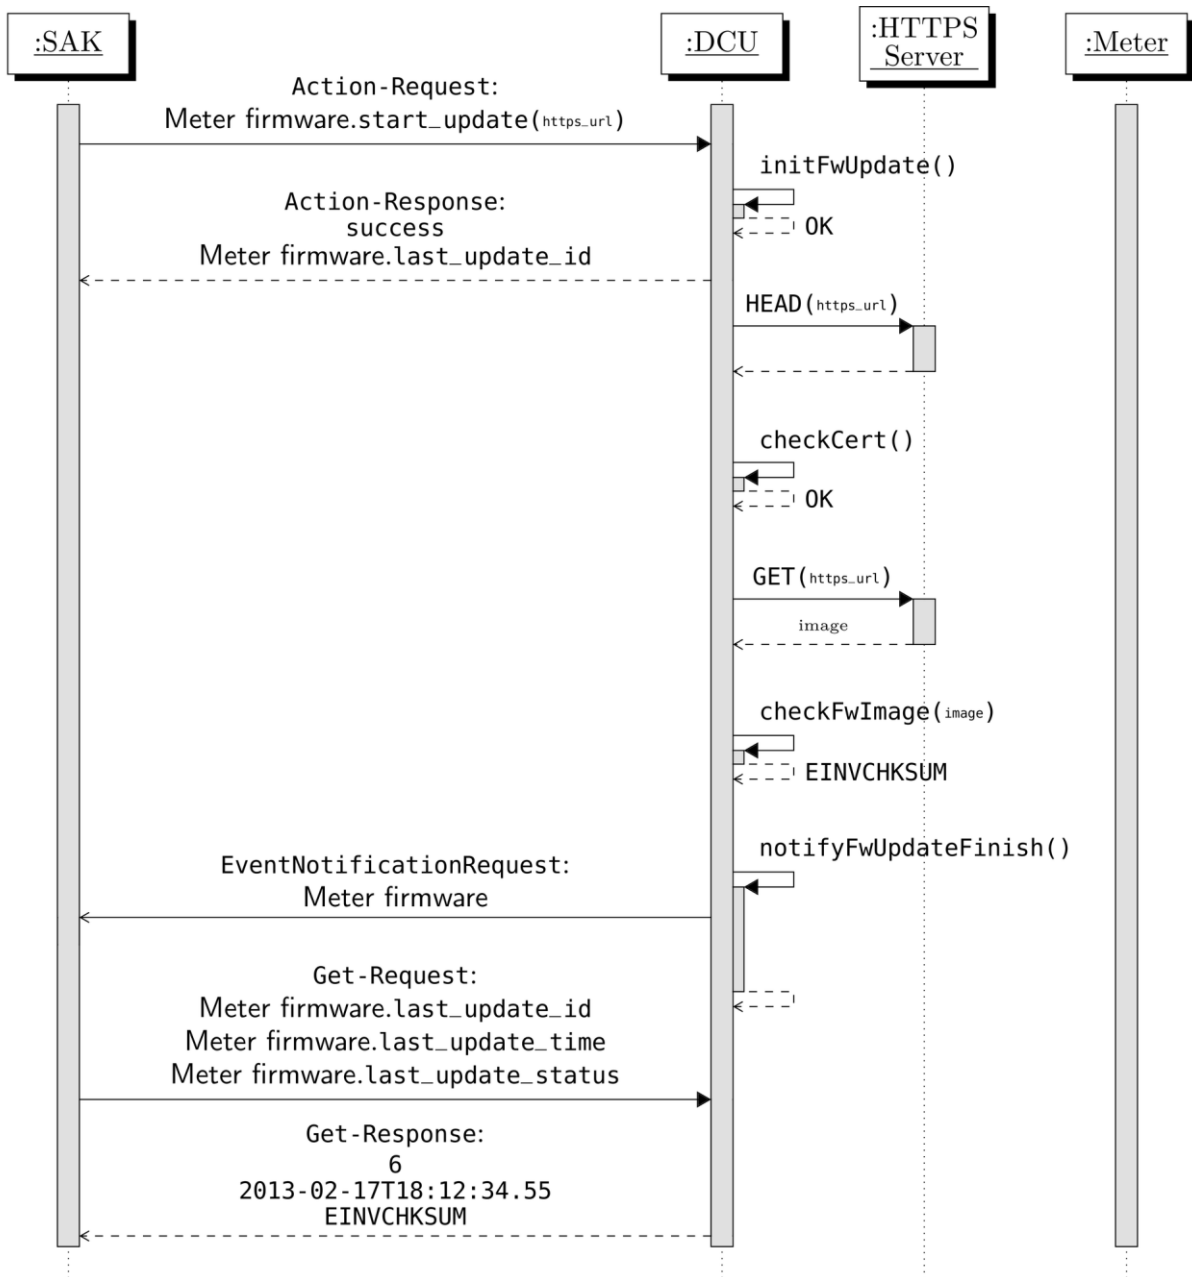 :SAK
:DCU
:HTTPS
Server
:Meter
Action-Request:
Meter firmware.start_update(https_url)
initFwUpdate()
Action-Response:
success
OK
Meter firmware.last_update_id
HEAD(https_url)
checkCert()
OK
GET(https_url)
image
checkFwImage(image)
EINVCHKSUM
notifyFwUpdateFinish()
EventNotificationRequest:
Meter firmware
Get-Request:
Meter firmware.last_update_id
Meter firmware.last_update_time
Meter firmware.last_update_status
Get-Response:
6
2013-02-17T18:12:34.55
EINVCHKSUM